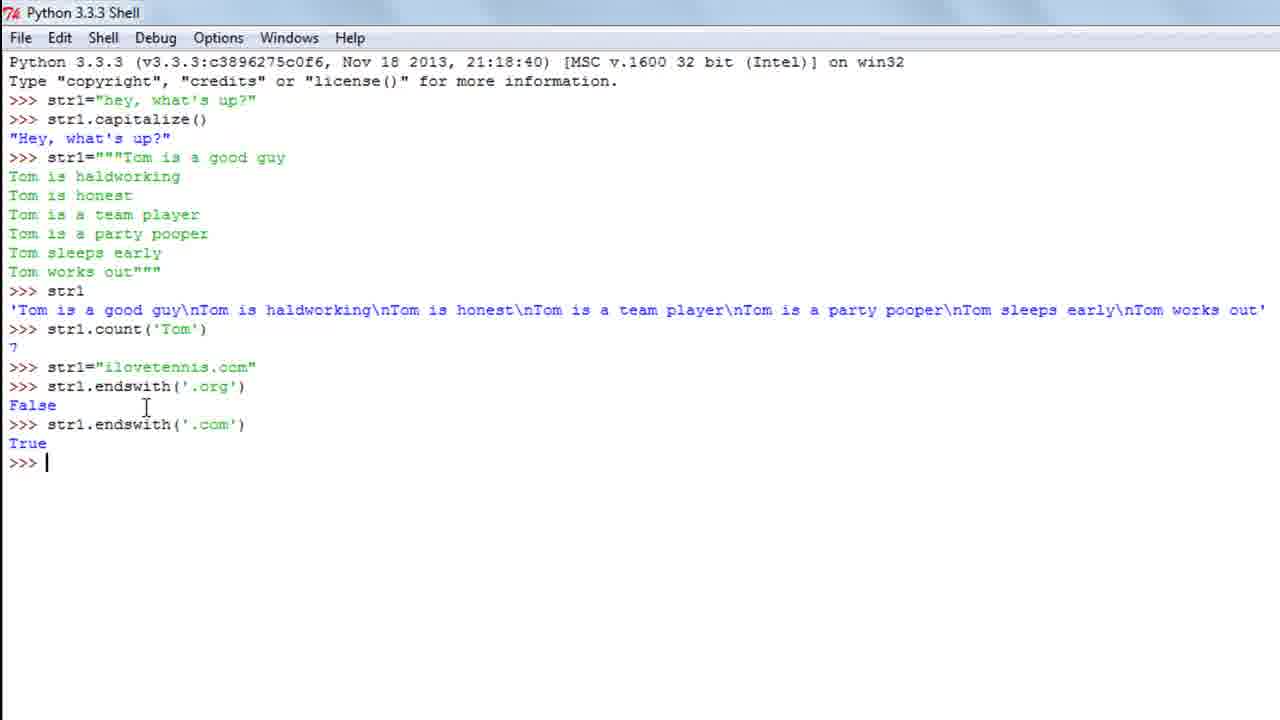 Python 3.3.3 Shell
File Edit Shell Debug Options Windows Help
Python 3.3.3 (v3.3.3:c3896275c0f6, Nov 18 2013, 21:18:40) [MSC v.1600 32 bit (Intel)] on win32
Type "copyright", "credits" or "license()" for more information.
>>> str1="hey, what's up?"
>>> str1.capitalize()
"Hey, what's up?"
>>> str1="""Tom is a good guy
Tom is haldworking
Tom is honest
Tom is a team player
Tom is a party pooper
Tom sleeps early
Tom works out"""
>>> str1
'Tom is a good guy\nTom is haldworking\nTom is honest\nTom is a team player\nTom is a party pooper\nTom sleeps early\nTom works out'
>>> str1.count('Tom')
7
>>> str1="ilovetennis.com"
>>> str1.endswith('.org')
False
>>> str1.endswith('.com')
True
>>>